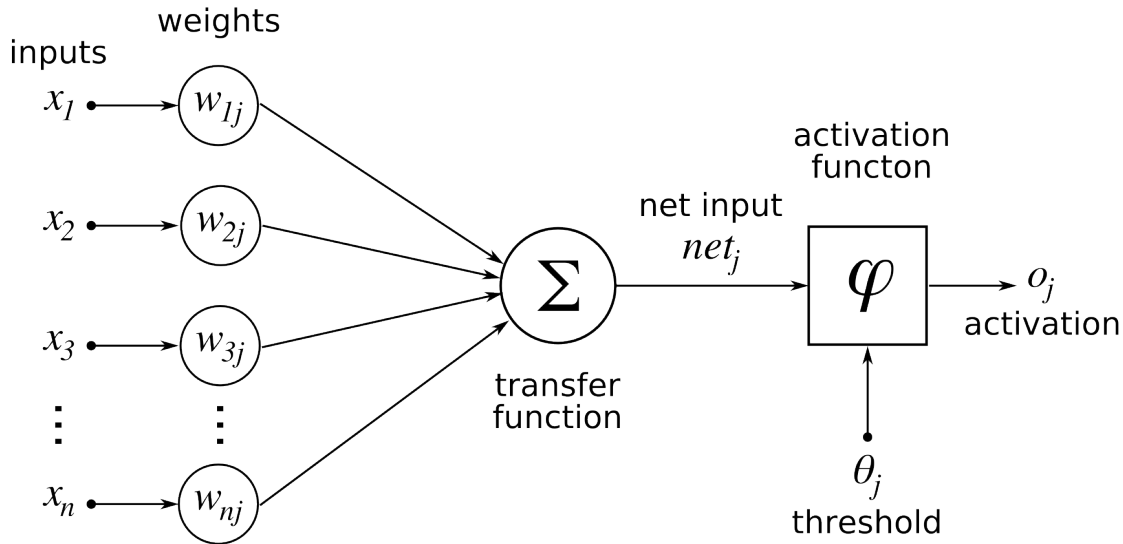 weights
inputs
x1
w1j
x2
w2j
x3
w3j
⋮ ⋮
xn
wnj
Σ
transfer
function
net input
netj
activation
functon
φ
oj
activation
θj
threshold